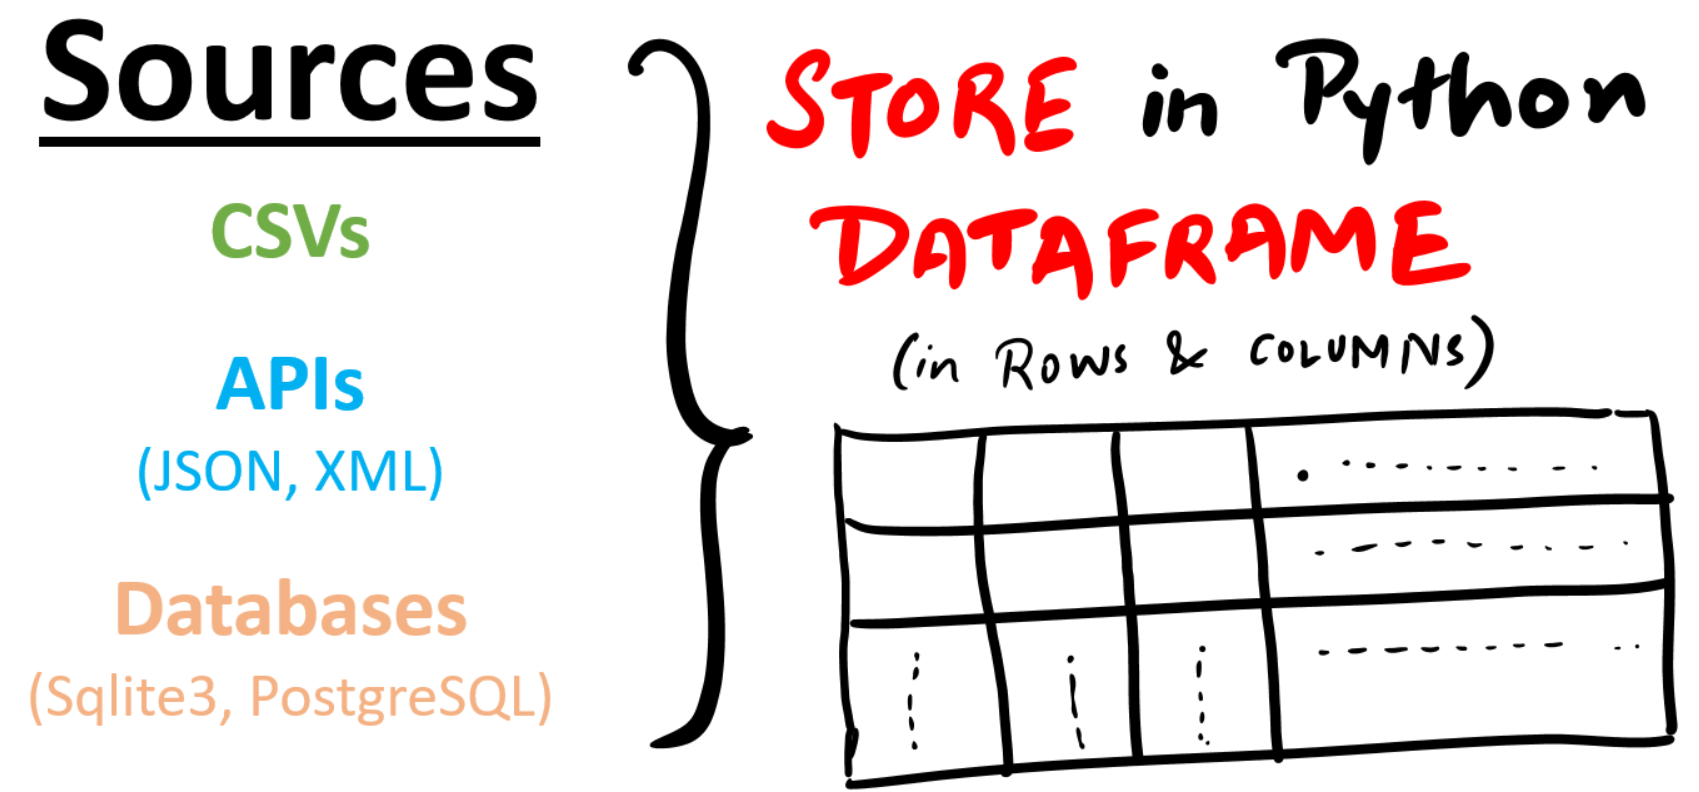 Sources
CSVs
APIs
(JSON, XML)
Databases
(Sqlite3, PostgreSQL)
STORE in Python
DATAFRAME
(in ROWS & COLUMNS)